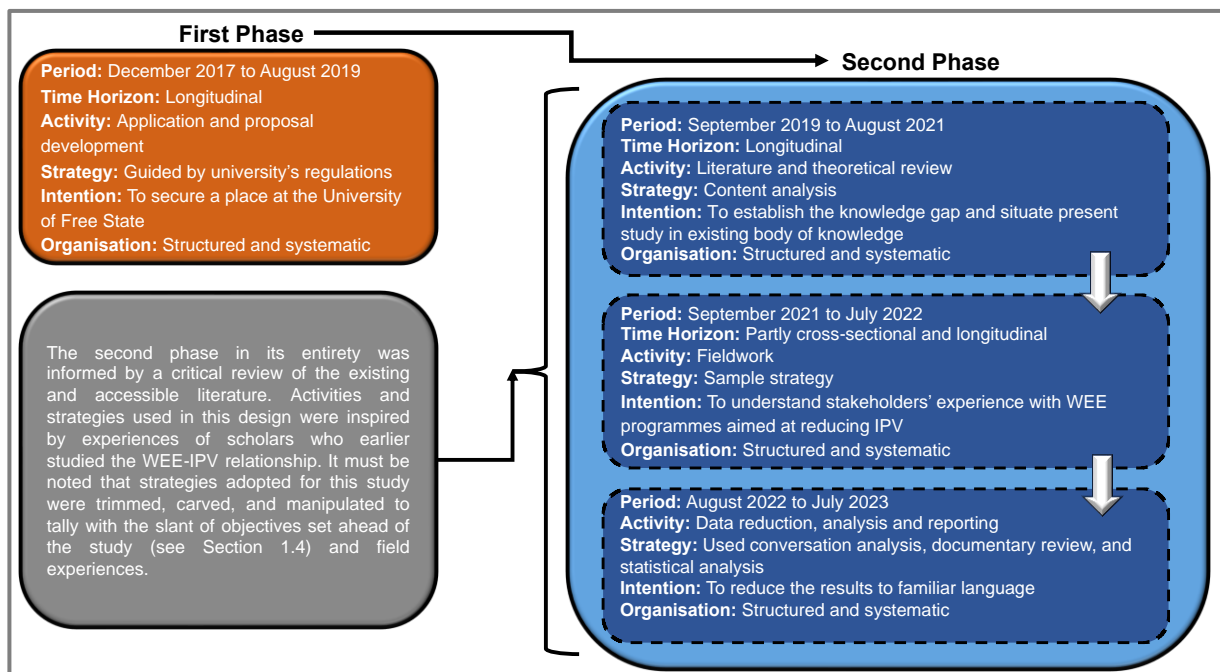 First Phase
Period: December 2017 to August 2019
Time Horizon: Longitudinal
Activity: Application and proposal
development
Strategy: Guided by university's regulations
Intention: To secure a place at the University
of Free State
Organisation: Structured and systematic
The second phase in its entirety was
informed by a critical review of the existing
and accessible literature. Activities and
strategies used in this design were inspired
by experiences of scholars who earlier
studied the WEE-IPV relationship. It must be
noted that strategies adopted for this study
were trimmed, carved, and manipulated to
tally with the slant of objectives set ahead of
the study (see Section 1.4) and field
experiences.
Second Phase
Period: September 2019 to August 2021
Time Horizon: Longitudinal
Activity: Literature and theoretical review
Strategy: Content analysis
Intention: To establish the knowledge gap and situate present
study in existing body of knowledge
Organisation: Structured and systematic
Period: September 2021 to July 2022
Time Horizon: Partly cross-sectional and longitudinal
Activity: Fieldwork
Strategy: Sample strategy
Intention: To understand stakeholders' experience with WEE
programmes aimed at reducing IPV
Organisation: Structured and systematic
Period: August 2022 to July 2023
Activity: Data reduction, analysis and reporting
Strategy: Used conversation analysis, documentary review, and
statistical analysis
Intention: To reduce the results to familiar language
Organisation: Structured and systematic